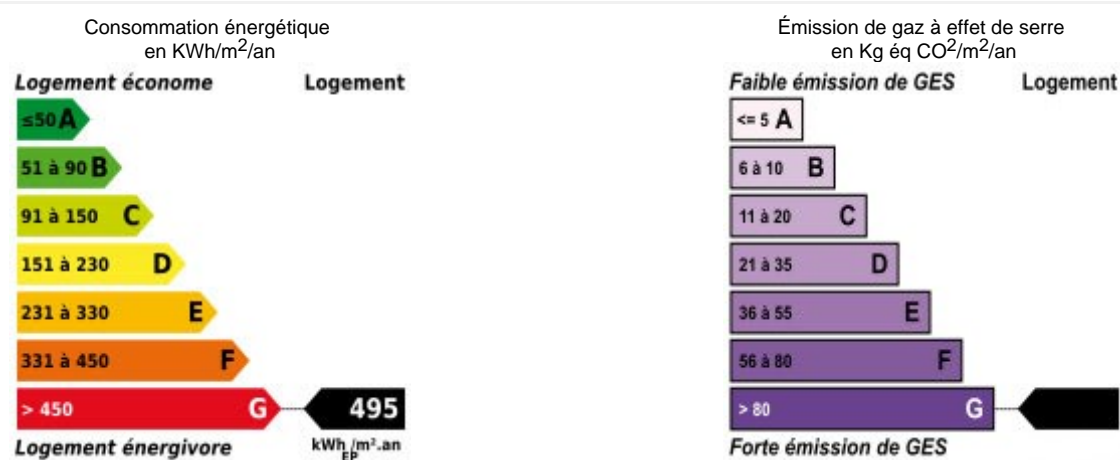 Consommation énergétique
en KWh/m²/an
Logement économe Logement
≤50 A
51 à 90 B
91 à 150 C
151 à 230 D
231 à 330 E
331 à 450 F
> 450 G 495
Logement énergivore kWhEP/m².an
Émission de gaz à effet de serre
en Kg éq CO²/m²/an
Faible émission de GES Logement
<= 5 A
6 à 10 B
11 à 20 C
21 à 35 D
36 à 55 E
56 à 80 F
> 80 G
Forte émission de GES